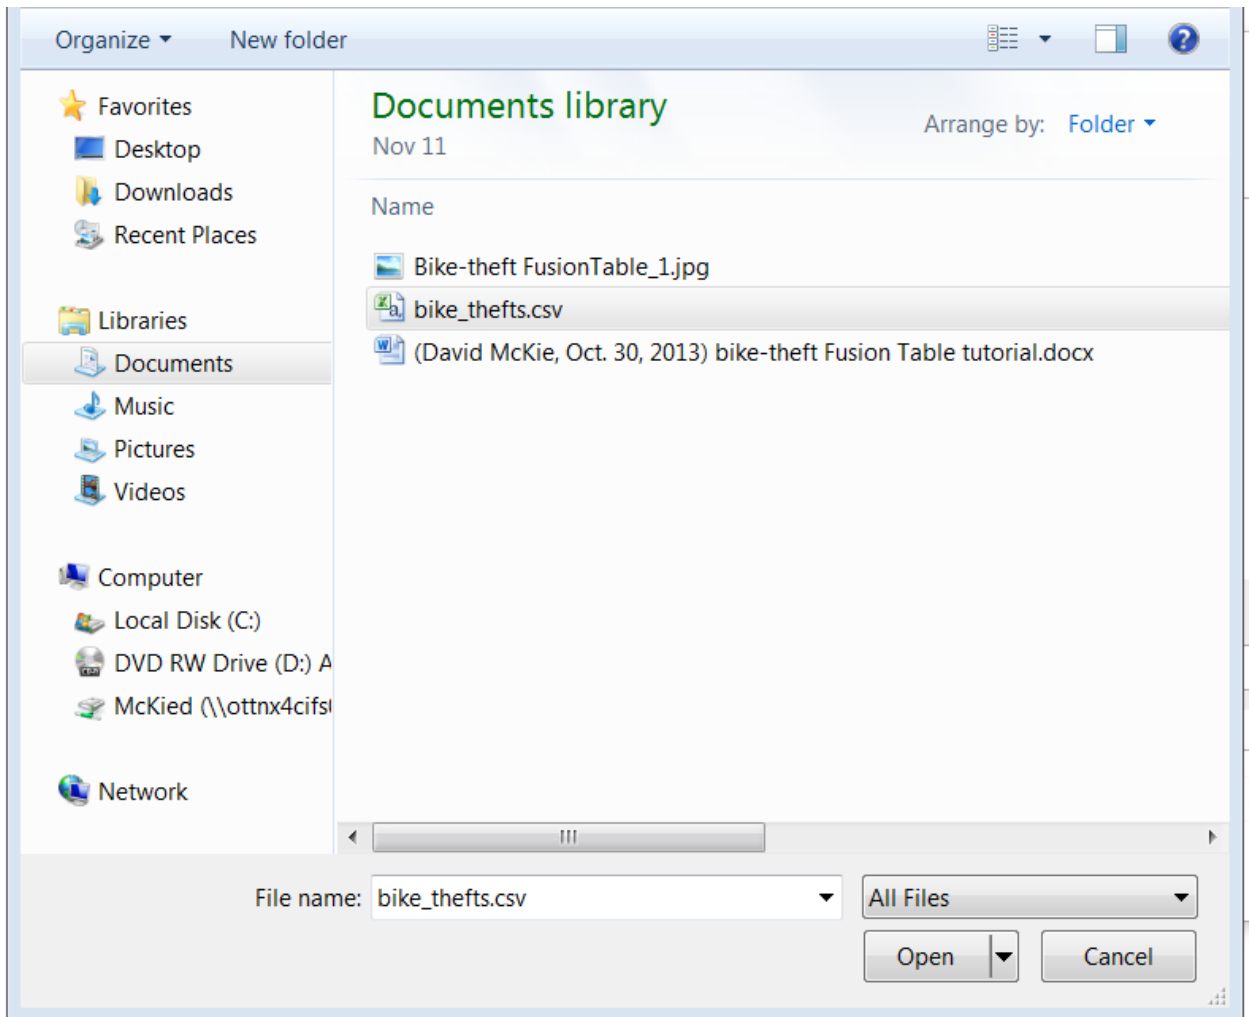 Organize New folder
Favorites
Desktop
Downloads
Recent Places
Libraries
Documents
Music
Pictures
Videos
Computer
Local Disk (C:)
DVD RW Drive (D:) A
McKied (\\ottnx4cifs
Network
Documents library
Nov 11
Arrange by: Folder
Name
Bike-theft FusionTable_1.jpg
bike_thefts.csv
(David McKie, Oct. 30, 2013) bike-theft Fusion Table tutorial.docx
File name: bike_thefts.csv All Files
Open Cancel